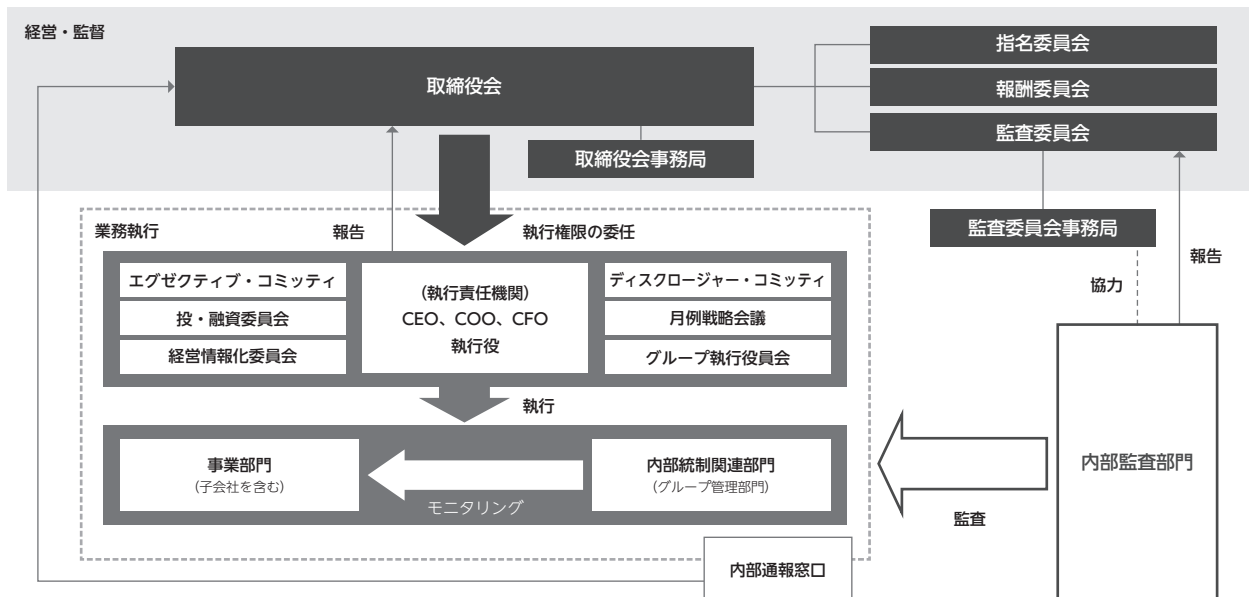 経営・監督
取締役会
指名委員会
報酬委員会
監査委員会
取締役会事務局
監査委員会事務局
業務執行
報告
執行権限の委任
報告
協力
エグゼクティブ・コミッティ
投・融資委員会
経営情報化委員会
(執行責任機関)
CEO、COO、CFO
執行役
ディスクロージャー・コミッティ
月例戦略会議
グループ執行役員会
執行
事業部門
(子会社を含む)
モニタリング
内部統制関連部門
(グループ管理部門)
監査
内部監査部門
内部通報窓口